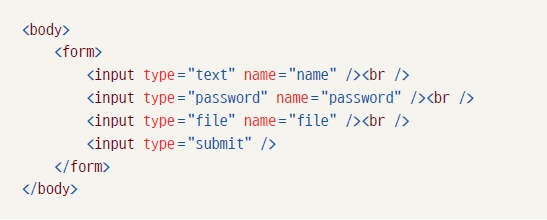 <body>
<form>
<input type="text" name="name" /><br />
<input type="password" name="password" /><br />
<input type="file" name="file" /><br />
<input type="submit" />
</form>
</body>